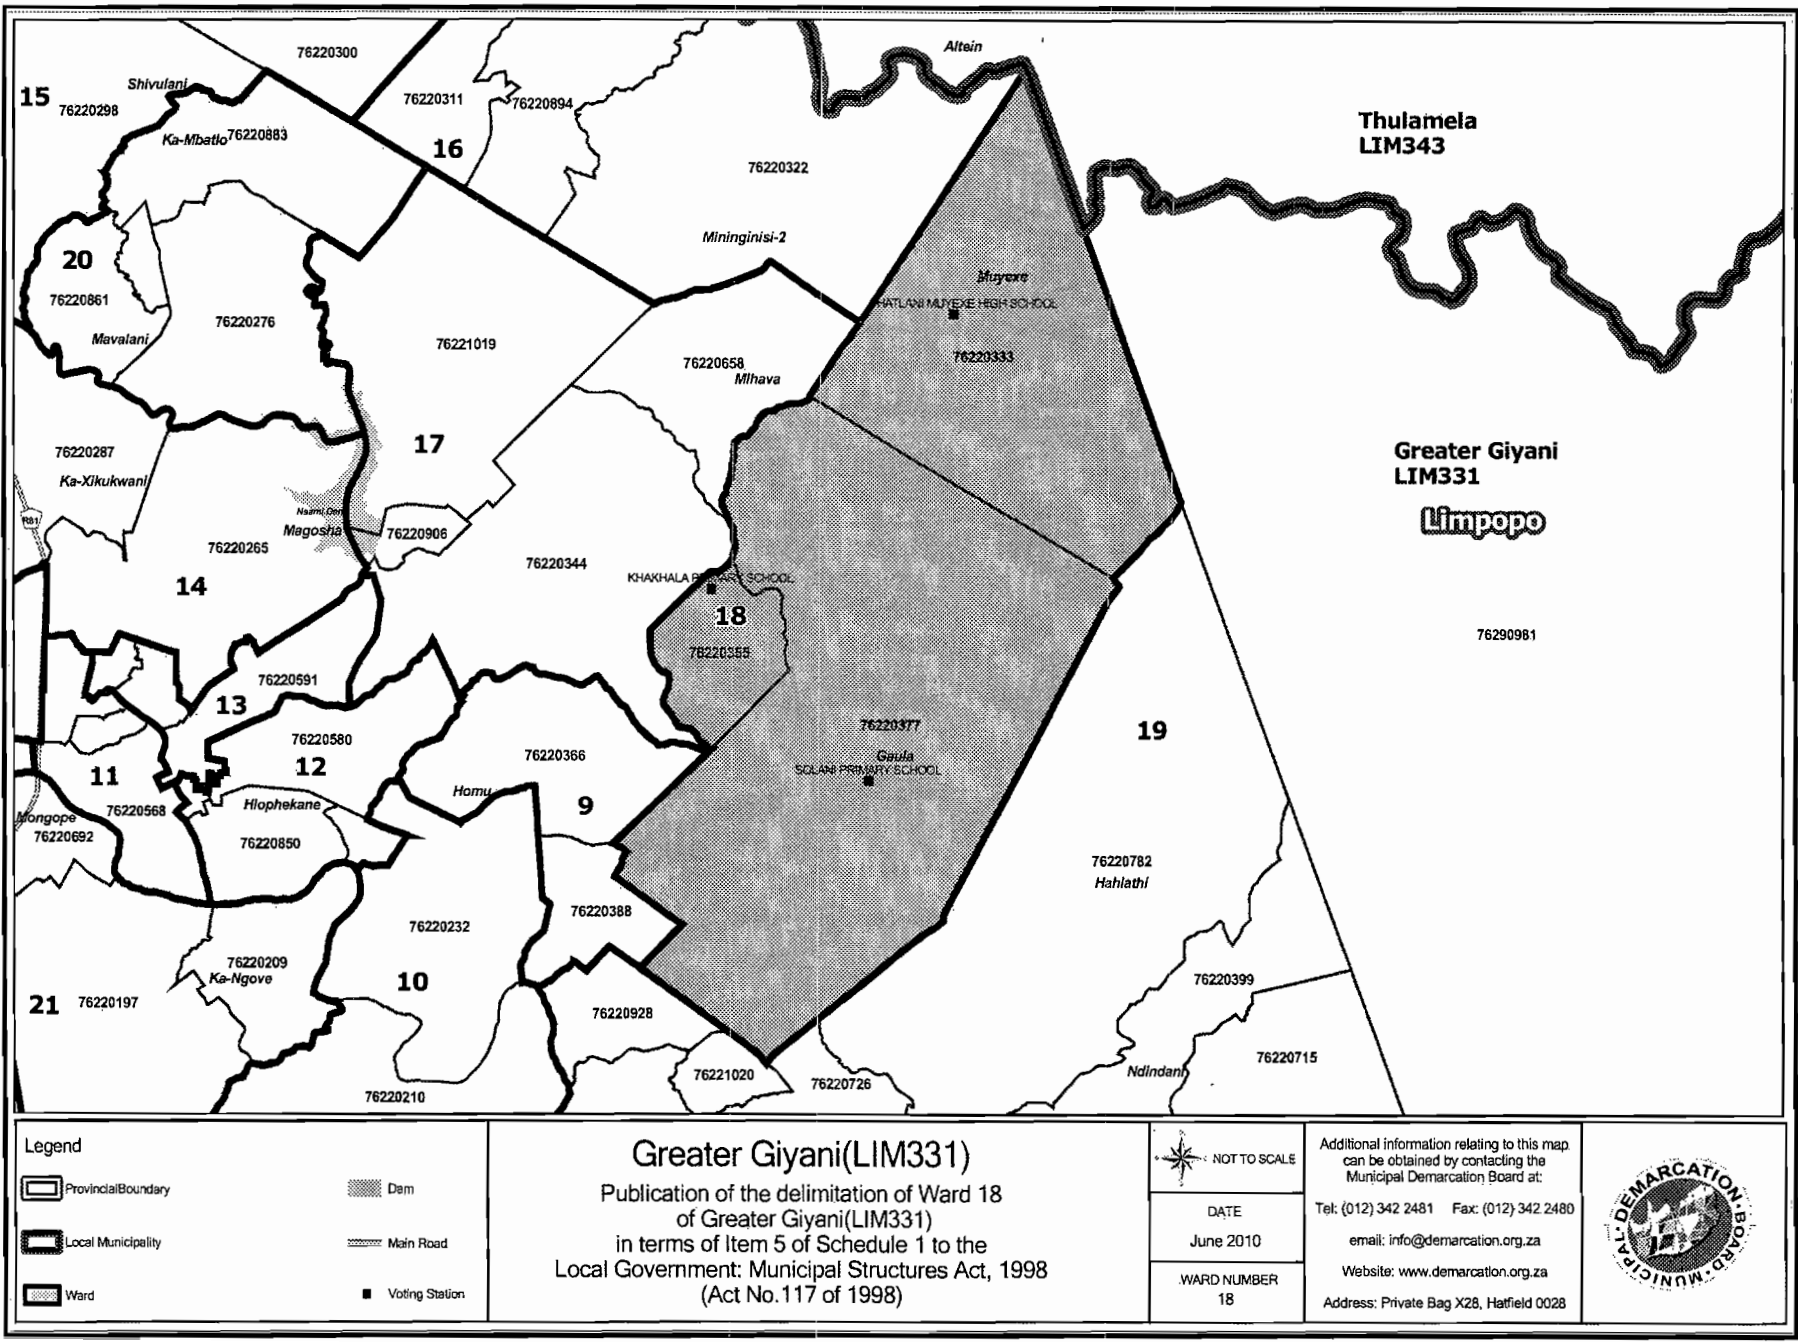 Altein
76220300
15
Shivulani
76220298
76220311
76220894
Thulamela
LIM343
Ka-Mbatlo
76220883
16
76220322
Mininginisi-2
20
76220861
Muyexe
HATLANI MUYEXE HIGH SCHOOL
76220276
Mavalani
76221019
76220658
Mlhava
76220333
76220287
17
Greater Giyani
LIM331
Ka-Xikukwani
Limpopo
R81
Magosha
76220906
76220265
76220344
KHAKHALA PRIMARY SCHOOL
14
18
76220355
76290981
76220591
13
76220377
19
76220580
76220366
Gaula
SOLANI PRIMARY SCHOOL
11
12
Homu
9
Hlophekane
76220568
Mongope
76220692
76220850
76220782
Hahlathi
76220388
76220232
76220209
Ka-Ngove
10
76220399
21
76220197
76220928
76220715
Ndindani
76221020
76220726
76220210
Legend
ProvincialBoundary
Dam
Local Municipality
Main Road
Ward
Voting Station
Greater Giyani(LIM331)
Publication of the delimitation of Ward 18
of Greater Giyani(LIM331)
in terms of Item 5 of Schedule 1 to the
Local Government: Municipal Structures Act, 1998
(Act No.117 of 1998)
NOT TO SCALE
DATE
June 2010
WARD NUMBER
18
Additional information relating to this map
can be obtained by contacting the
Municipal Demarcation Board at:
Tel: (012) 342 2481 Fax: (012) 342 2480
email: info@demarcation.org.za
Website: www.demarcation.org.za
Address: Private Bag X28, Hatfield 0028
MUNICIPAL DEMARCATION BOARD